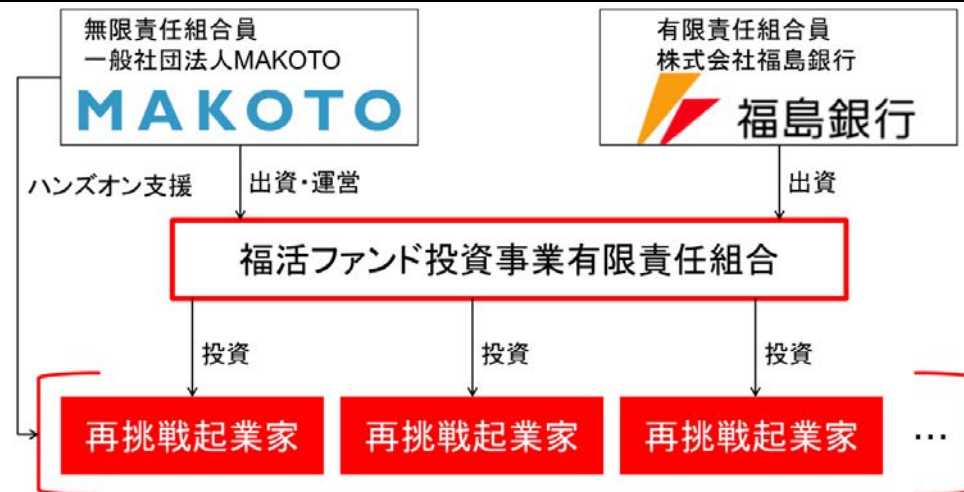 無限責任組合員
一般社団法人MAKOTO
MAKOTO
有限責任組合員
株式会社福島銀行
福島銀行
ハンズオン支援
出資・運営
出資
福活ファンド投資事業有限責任組合
投資
投資
投資
再挑戦起業家
再挑戦起業家
再挑戦起業家
…